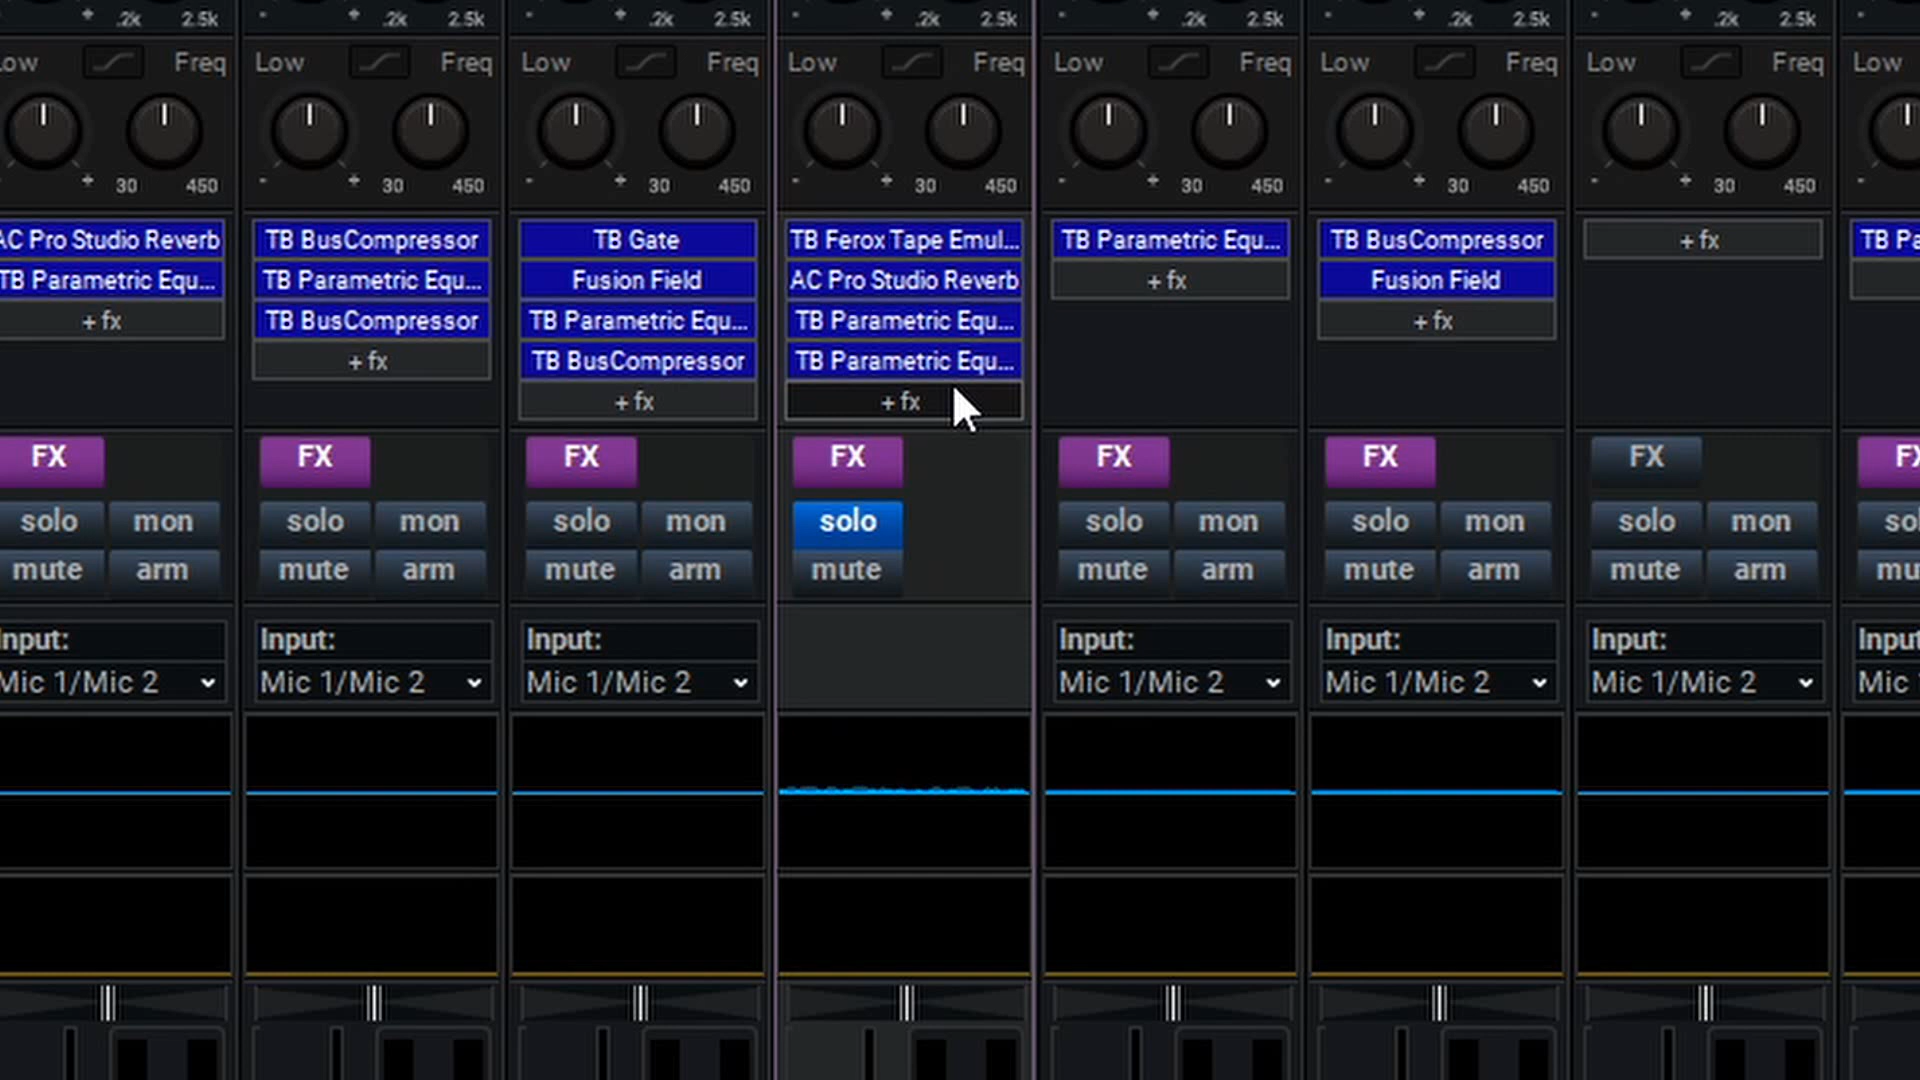 .2k 2.5k - + .2k 2.5k - + .2k 2.5k - + .2k 2.5k - + .2k 2.5k - + .2k 2.5k - + .2k 2.5k -
Low Freq Low Freq Low Freq Low Freq Low Freq Low Freq Low Freq Low
+ 30 450 - + 30 450 - + 30 450 - + 30 450 - + 30 450 - + 30 450 - + 30 450 -
AC Pro Studio Reverb TB BusCompressor TB Gate TB Ferox Tape Emul... TB Parametric Equ... TB BusCompressor + fx TB Pa
TB Parametric Equ... TB Parametric Equ... Fusion Field AC Pro Studio Reverb + fx Fusion Field
+ fx TB BusCompressor TB Parametric Equ... TB Parametric Equ... + fx
+ fx TB BusCompressor TB Parametric Equ...
+ fx + fx
FX FX FX FX FX FX FX FX
solo mon solo mon solo mon solo solo mon solo mon solo mon so
mute arm mute arm mute arm mute mute arm mute arm mute arm mu
Input: Input: Input: Input: Input: Input: Input
Mic 1/Mic 2 Mic 1/Mic 2 Mic 1/Mic 2 Mic 1/Mic 2 Mic 1/Mic 2 Mic 1/Mic 2 Mic